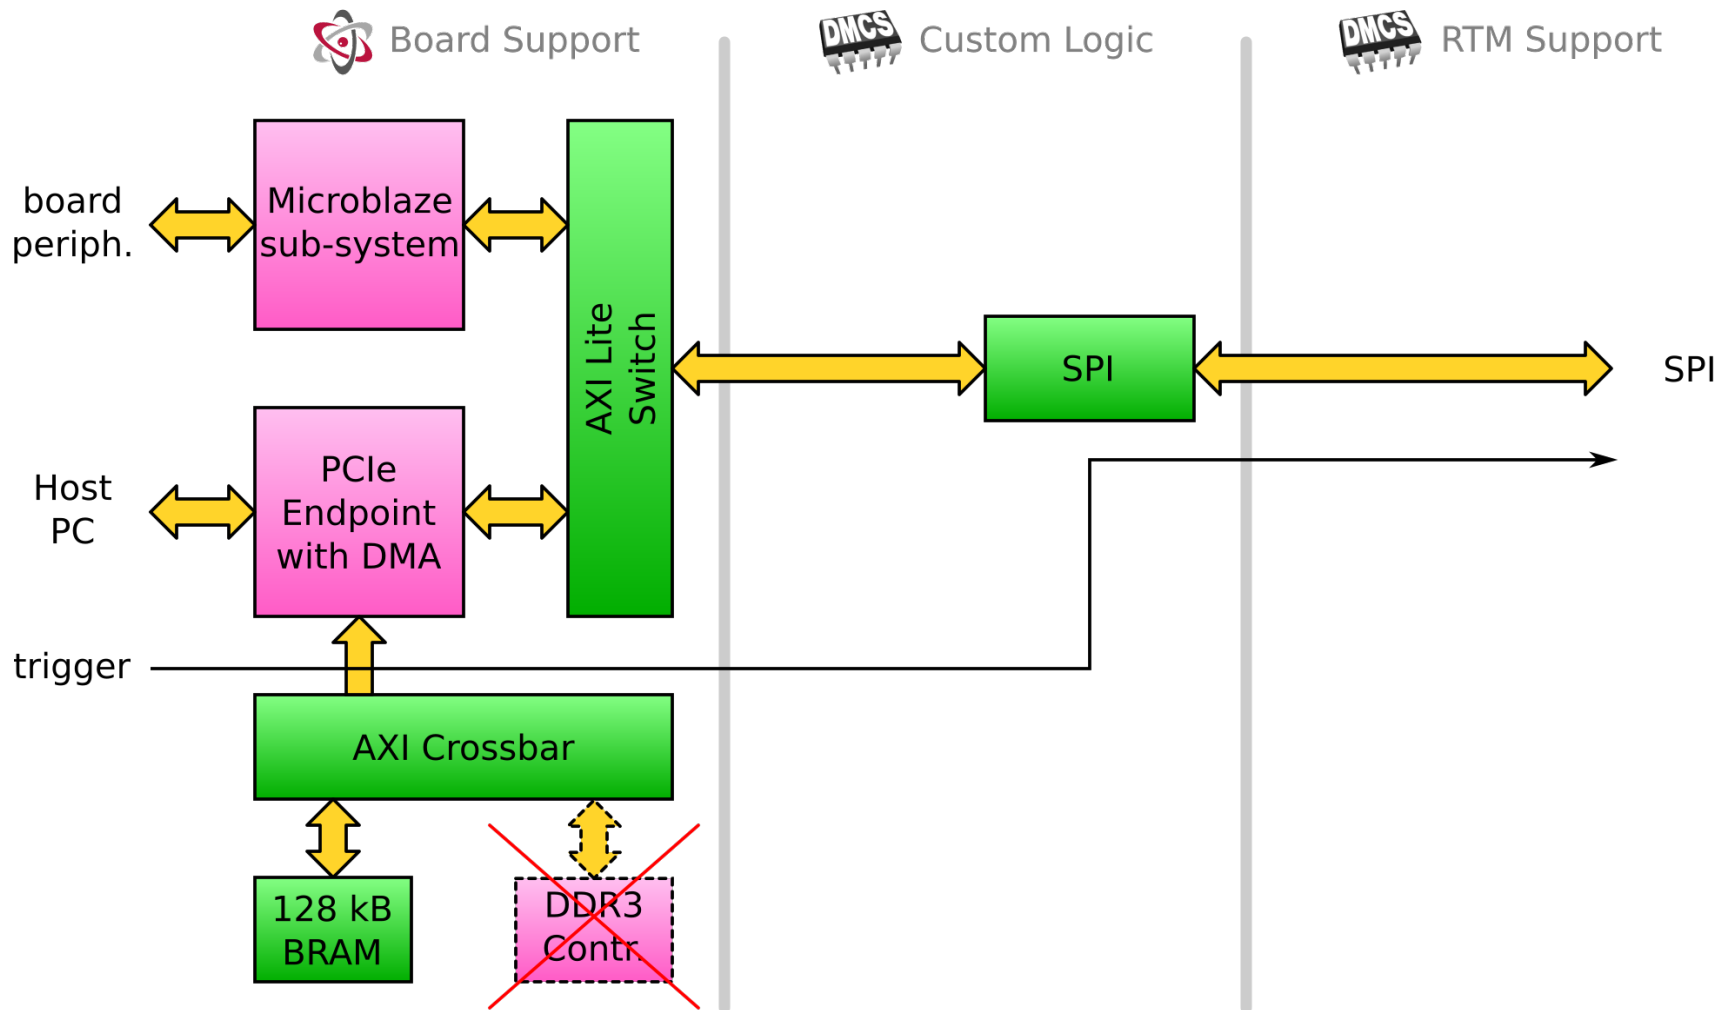 Board Support
DMCS
Custom Logic
DMCS
RTM Support
board
periph.
Microblaze
sub-system
AXI Lite
Switch
SPI
SPI
Host
PC
PCIe
Endpoint
with DMA
trigger
AXI Crossbar
128 kB
BRAM
DDR3
Contr.